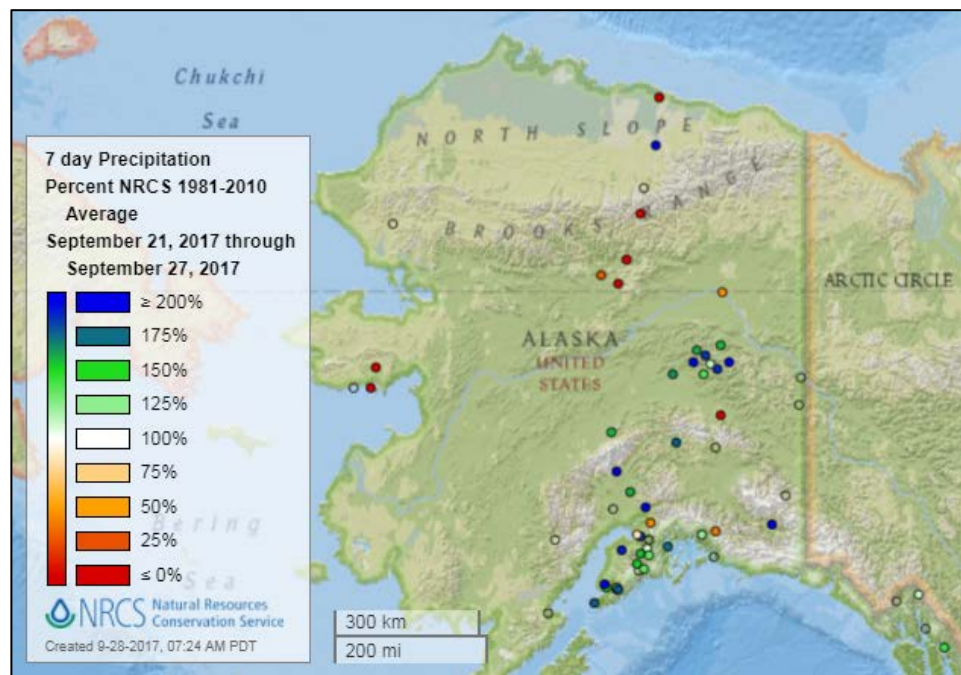 Chukchi
Sea
NORTH SLOPE
BROOKS RANGE
ARCTIC CIRCLE
ALASKA
UNITED
STATES
Bering
Sea
7 day Precipitation
Percent NRCS 1981-2010
Average
September 21, 2017 through
September 27, 2017
≥ 200%
175%
150%
125%
100%
75%
50%
25%
≤ 0%
NRCS Natural Resources
Conservation Service
Created 9-28-2017, 07:24 AM PDT
300 km
200 mi